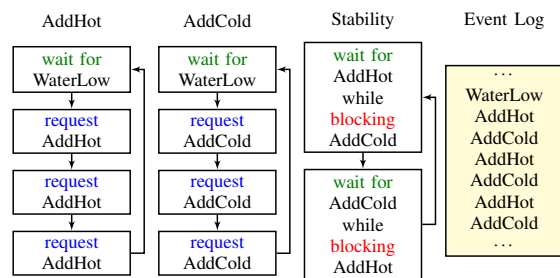 AddHot
wait for
WaterLow
request
AddHot
request
AddHot
request
AddHot
AddCold
wait for
WaterLow
request
AddCold
request
AddCold
request
AddCold
Stability
wait for
AddHot
while
blocking
AddCold
wait for
AddCold
while
blocking
AddHot
Event Log
...
WaterLow
AddHot
AddCold
AddHot
AddCold
AddHot
AddCold
...